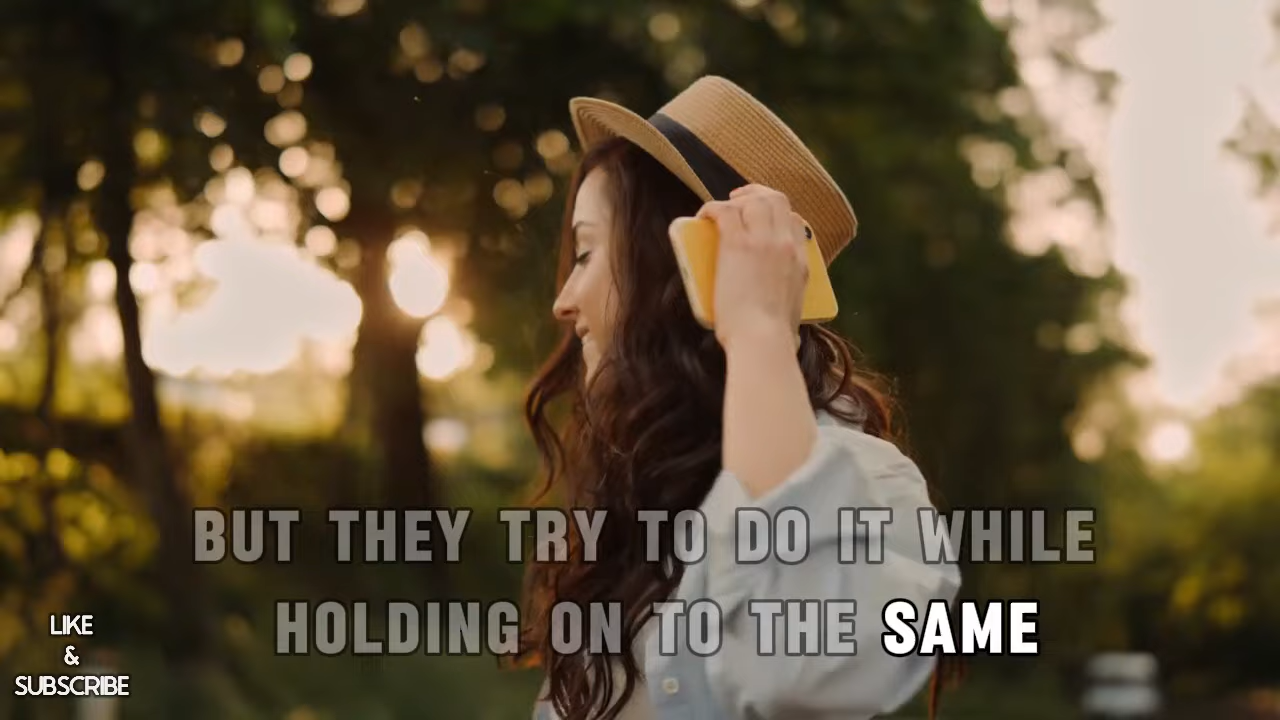 BUT THEY TRY TO DO IT WHILE
HOLDING ON TO THE SAME
LIKE
&
SUBSCRIBE